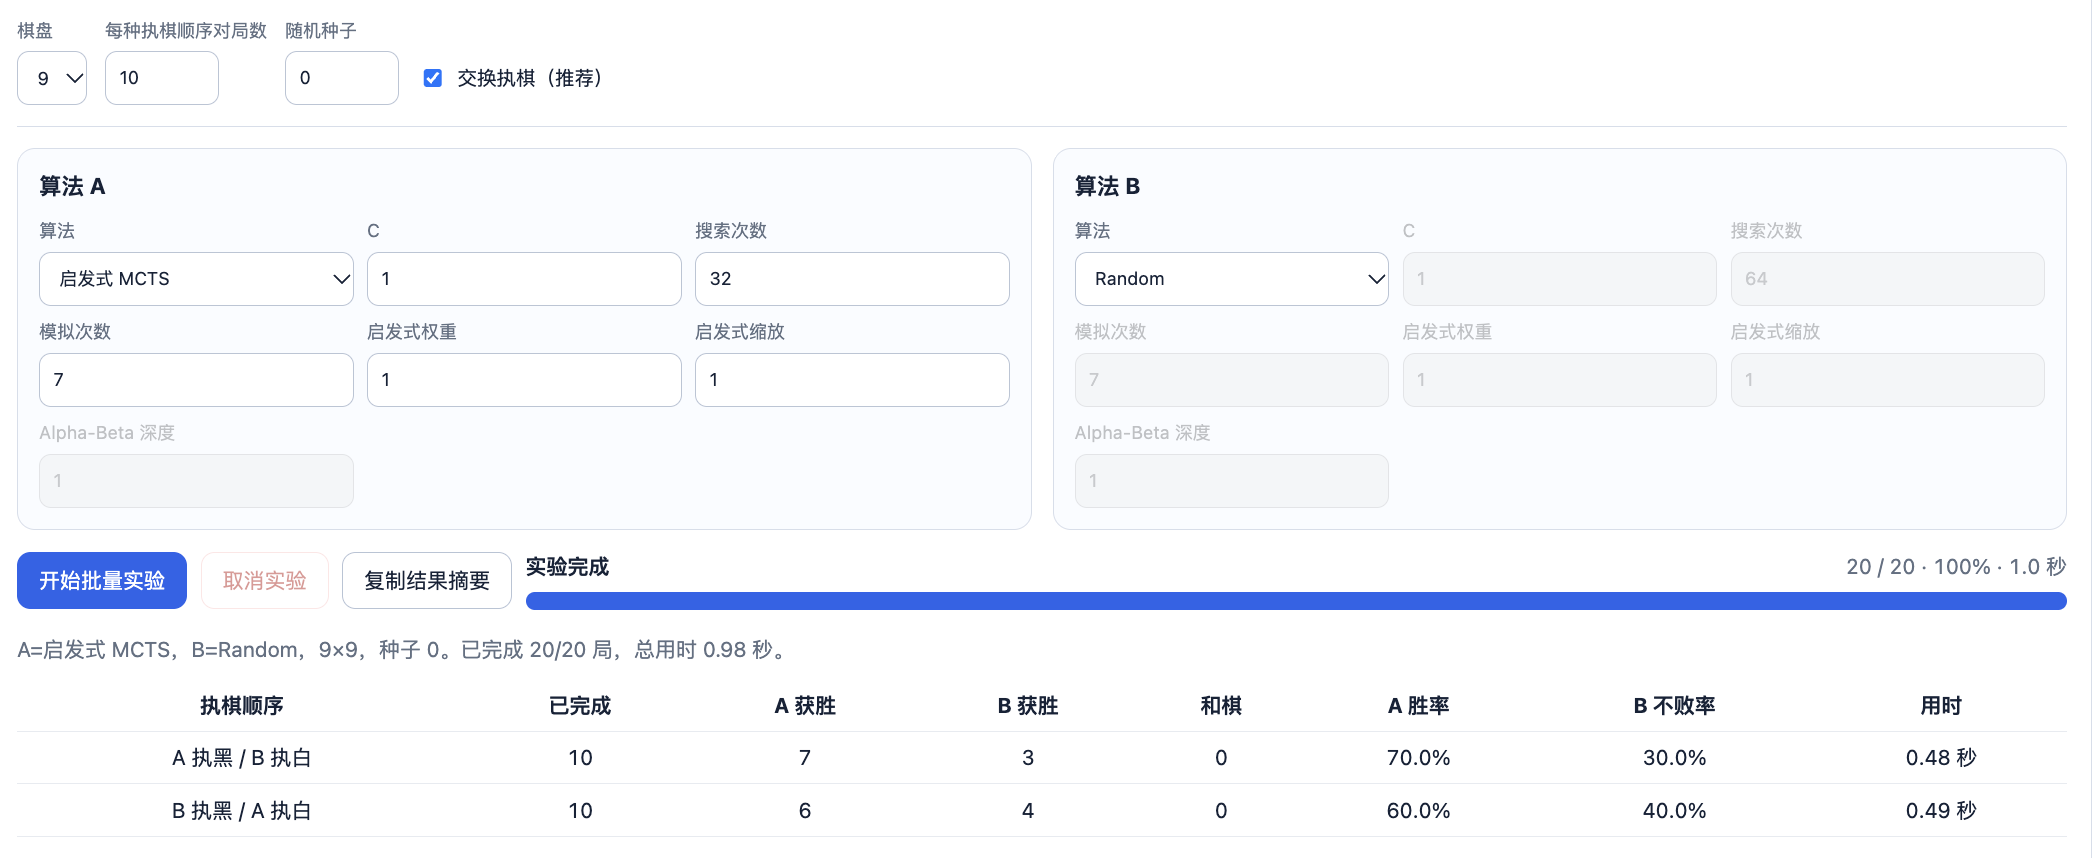 棋盘 每种执棋顺序对局数 随机种子
9 10 0 交换执棋（推荐）
算法 A
算法 C 搜索次数
启发式 MCTS 1 32
模拟次数 启发式权重 启发式缩放
7 1 1
Alpha-Beta 深度
1
算法 B
算法 C 搜索次数
Random 1 64
模拟次数 启发式权重 启发式缩放
7 1 1
Alpha-Beta 深度
1
开始批量实验 取消实验 复制结果摘要 实验完成 20 / 20 · 100% · 1.0 秒
A=启发式 MCTS，B=Random，9×9，种子 0。已完成 20/20 局，总用时 0.98 秒。
执棋顺序 已完成 A 获胜 B 获胜 和棋 A 胜率 B 不败率 用时
A 执黑 / B 执白 10 7 3 0 70.0% 30.0% 0.48 秒
B 执黑 / A 执白 10 6 4 0 60.0% 40.0% 0.49 秒